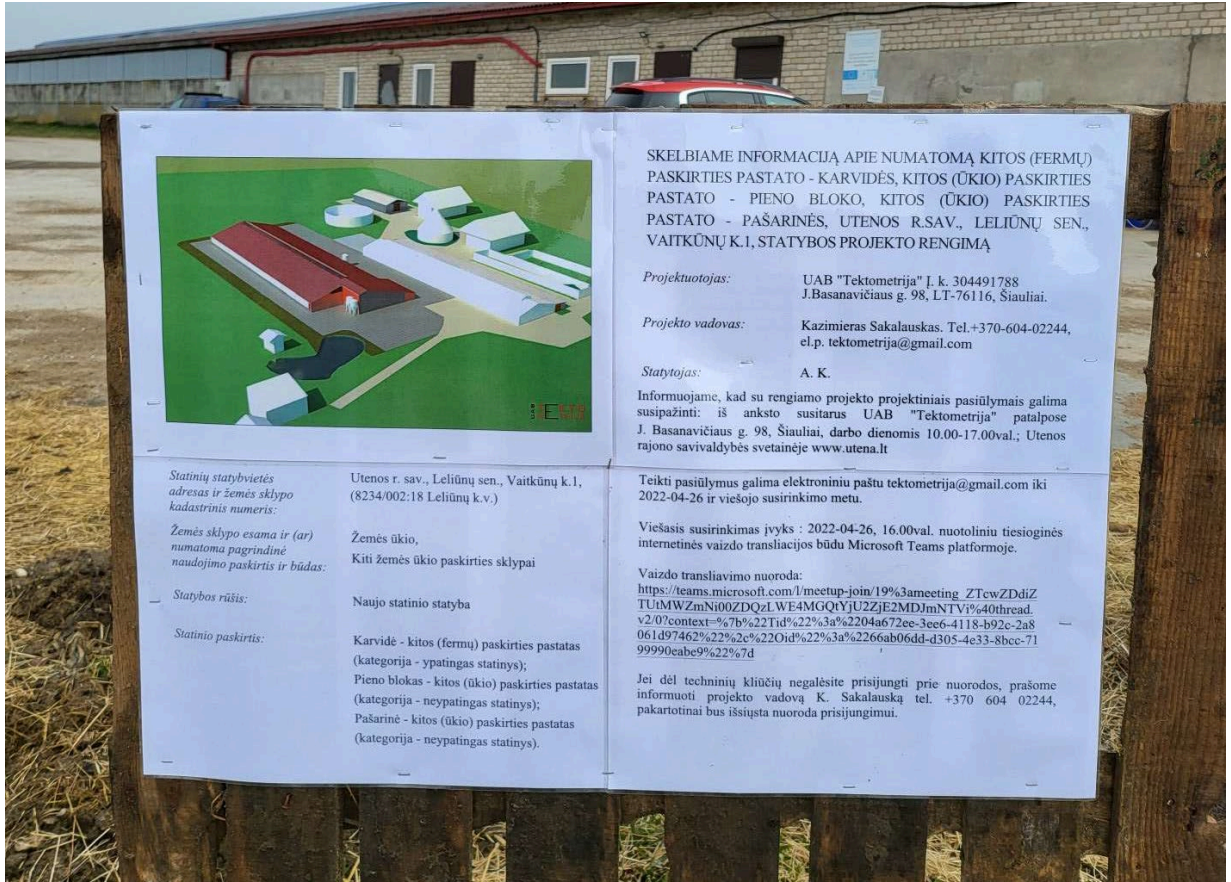 SKELBIAME INFORMACIJĄ APIE NUMATOMĄ KITOS (FERMŲ)
PASKIRTIES PASTATO - KARVIDĖS, KITOS (ŪKIO) PASKIRTIES
PASTATO - PIENO BLOKO, KITOS (ŪKIO) PASKIRTIES
PASTATO - PAŠARINĖS, UTENOS R.SAV., LELIŪNŲ SEN.,
VAITKŪNŲ K.1, STATYBOS PROJEKTO RENGIMĄ
Projektuotojas: UAB "Tektometrija" Į. k. 304491788
J.Basanavičiaus g. 98, LT-76116, Šiauliai.
Projekto vadovas: Kazimieras Sakalauskas. Tel.+370-604-02244,
el.p. tektometrija@gmail.com
Statytojas: A. K.
Informuojame, kad su rengiamo projekto projektiniais pasiūlymais galima
susipažinti: iš anksto susitarus UAB "Tektometrija" patalpose
J. Basanavičiaus g. 98, Šiauliai, darbo dienomis 10.00-17.00val.; Utenos
rajono savivaldybės svetainėje www.utena.lt
Statinių statybvietės
adresas ir žemės sklypo
kadastrinis numeris:
Utenos r. sav., Leliūnų sen., Vaitkūnų k.1,
(8234/002:18 Leliūnų k.v.)
Žemės sklypo esama ir (ar)
numatoma pagrindinė
naudojimo paskirtis ir būdas:
Žemės ūkio,
Kiti žemės ūkio paskirties sklypai
Statybos rūšis: Naujo statinio statyba
Statinio paskirtis: Karvidė - kitos (fermų) paskirties pastatas
(kategorija - ypatingas statinys);
Pieno blokas - kitos (ūkio) paskirties pastatas
(kategorija - neypatingas statinys);
Pašarinė - kitos (ūkio) paskirties pastatas
(kategorija - neypatingas statinys).
Teikti pasiūlymus galima elektroniniu paštu tektometrija@gmail.com iki
2022-04-26 ir viešojo susirinkimo metu.
Viešasis susirinkimas įvyks : 2022-04-26, 16.00val. nuotoliniu tiesioginės
internetinės vaizdo transliacijos būdu Microsoft Teams platformoje.
Vaizdo transliavimo nuoroda:
https://teams.microsoft.com/l/meetup-join/19%3ameeting_ZTcwZDdiZ
TUtMWZmNi00ZDQzLWE4MGQtYjU2ZjE2MDJmNTVi%40thread.
v2/0?context=%7b%22Tid%22%3a%2204a672ee-3ee6-4118-b92c-2a8
061d97462%22%2c%22Oid%22%3a%2266ab06dd-d305-4e33-8bcc-71
99990eabe9%22%7d
Jei dėl techninių kliūčių negalėsite prisijungti prie nuorodos, prašome
informuoti projekto vadovą K. Sakalauską tel. +370 604 02244,
pakartotinai bus išsiųsta nuoroda prisijungimui.